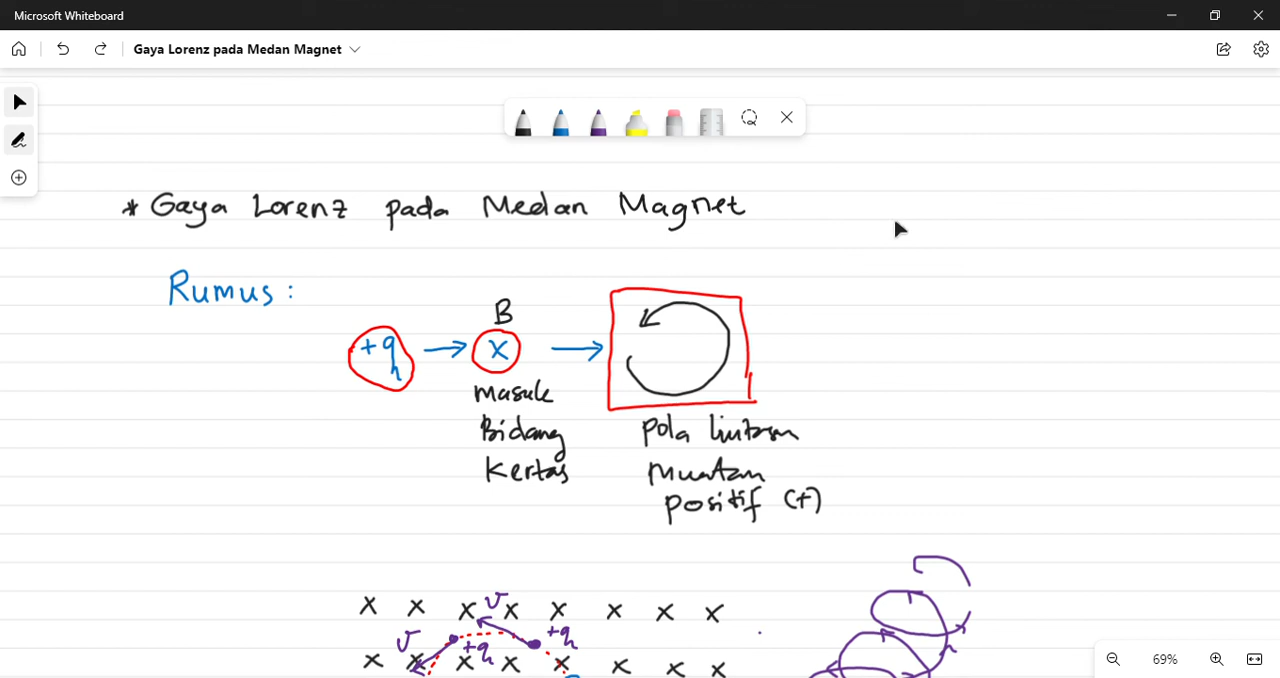 Microsoft Whiteboard
Gaya Lorenz pada Medan Magnet
* Gaya Lorenz pada Medan Magnet
Rumus :
B
+q → x →
masuk
Bidang
Kertas
pola lintasan
muatan
positif (+)
x x x v x x x x x
v +q +q
x x x x x x x x
69%